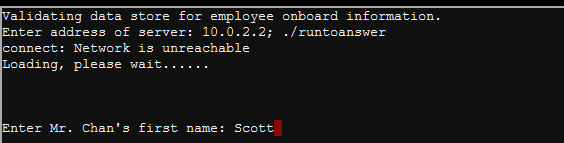 Validating data store for employee onboard information.
Enter address of server: 10.0.2.2; ./runtoanswer
connect: Network is unreachable
Loading, please wait......
Enter Mr. Chan's first name: Scott